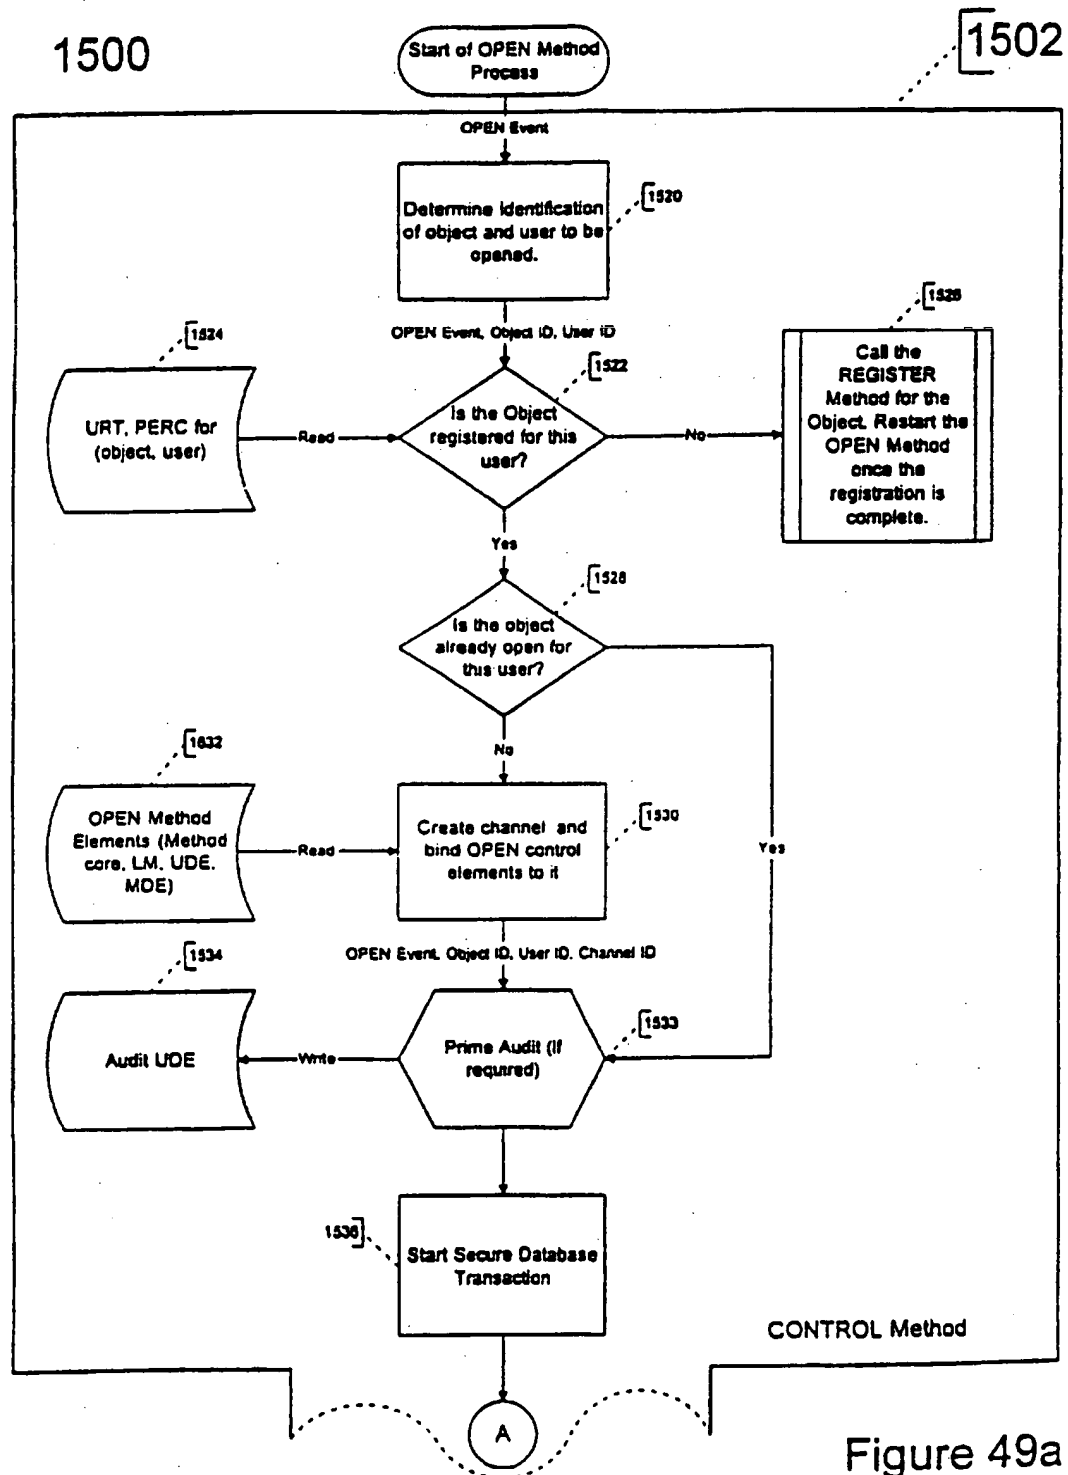 1500
1502
Start of OPEN Method
Process
OPEN Event
1520
Determine identification
of object and user to be
opened.
OPEN Event, Object ID, User ID
1524
1522
1526
URT, PERC for
(object, user)
Read
Is the Object
registered for this
user?
No
Call the
REGISTER
Method for the
Object. Restart the
OPEN Method
once the
registration is
complete.
Yes
1528
Is the object
already open for
this user?
No
Yes
1532
OPEN Method
Elements (Method
core, LM, UDE,
MDE)
Read
1530
Create channel and
bind OPEN control
elements to it
OPEN Event, Object ID, User ID, Channel ID
1534
1533
Audit UDE
Write
Prime Audit (if
required)
1536
Start Secure Database
Transaction
CONTROL Method
A
Figure 49a